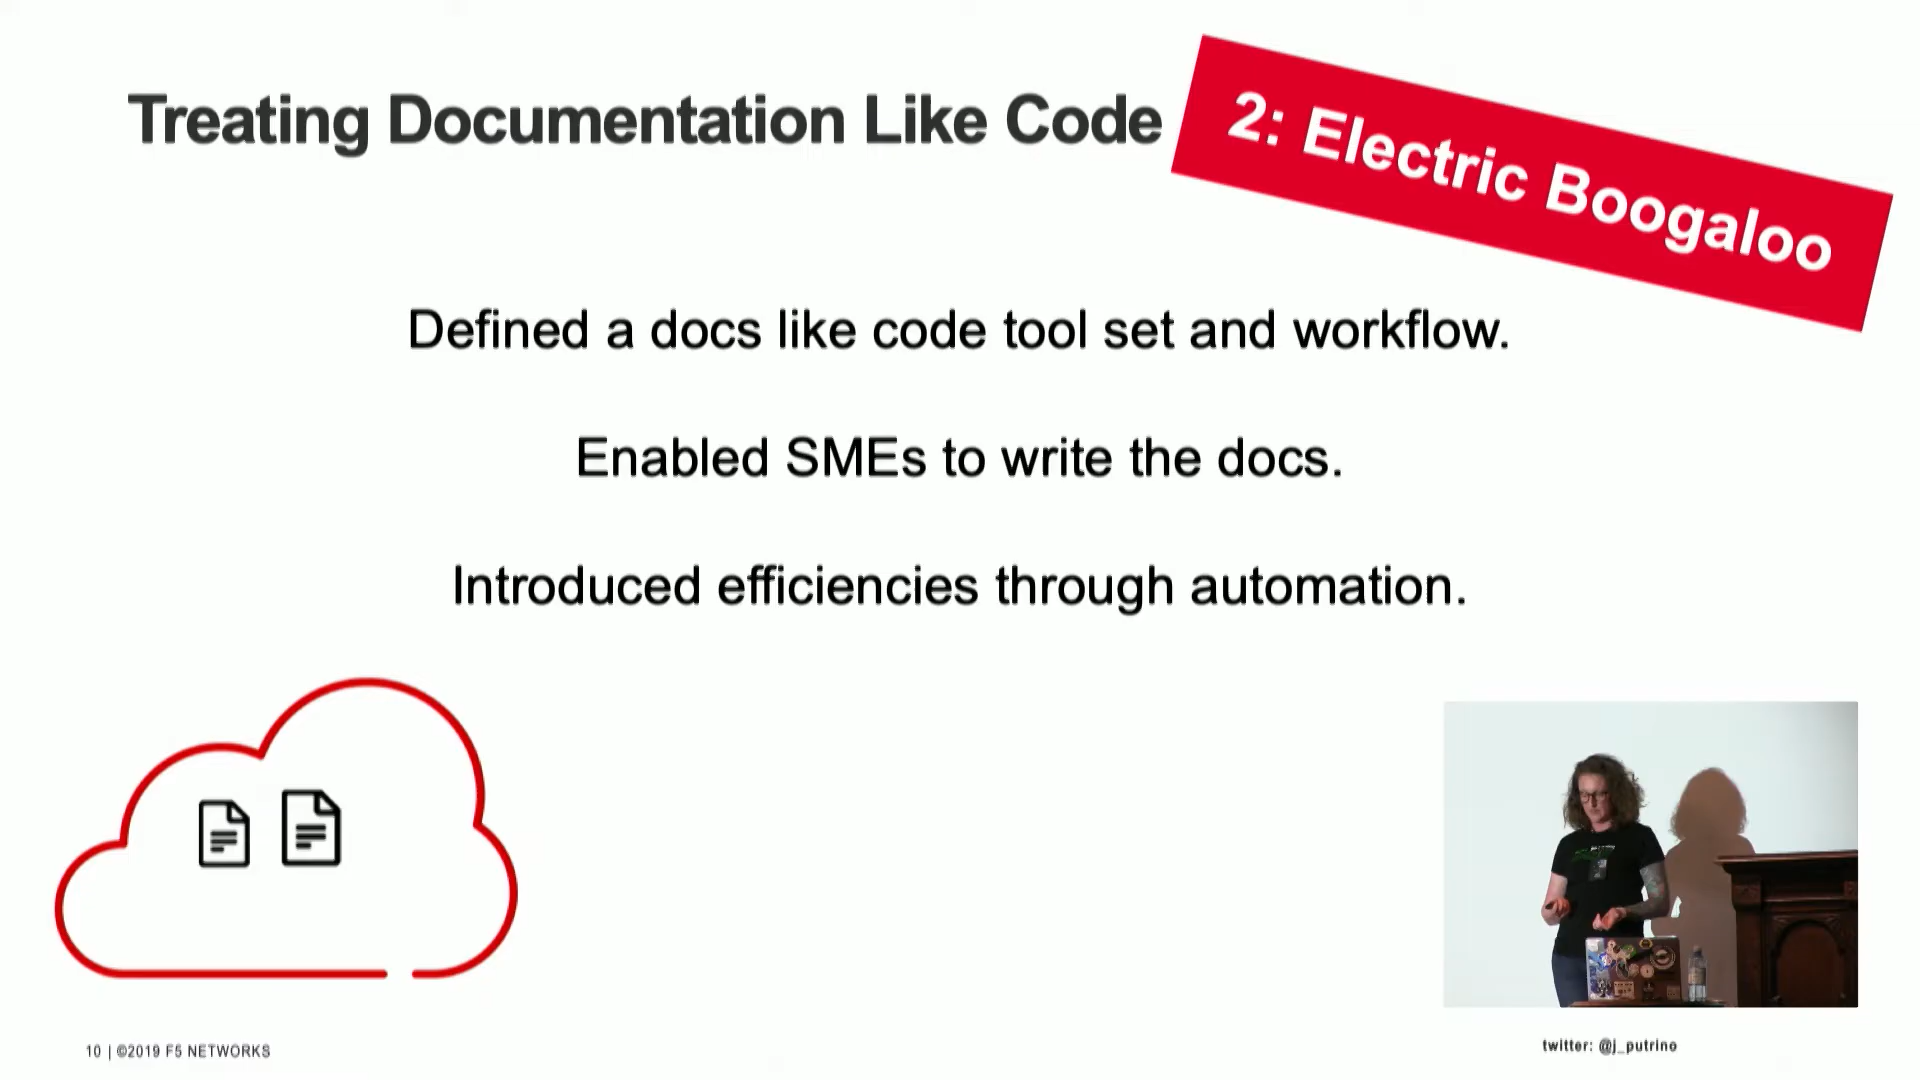 Treating Documentation Like Code
2: Electric Boogaloo
Defined a docs like code tool set and workflow.
Enabled SMEs to write the docs.
Introduced efficiencies through automation.
10 | ©2019 F5 NETWORKS
twitter: @j_putrino